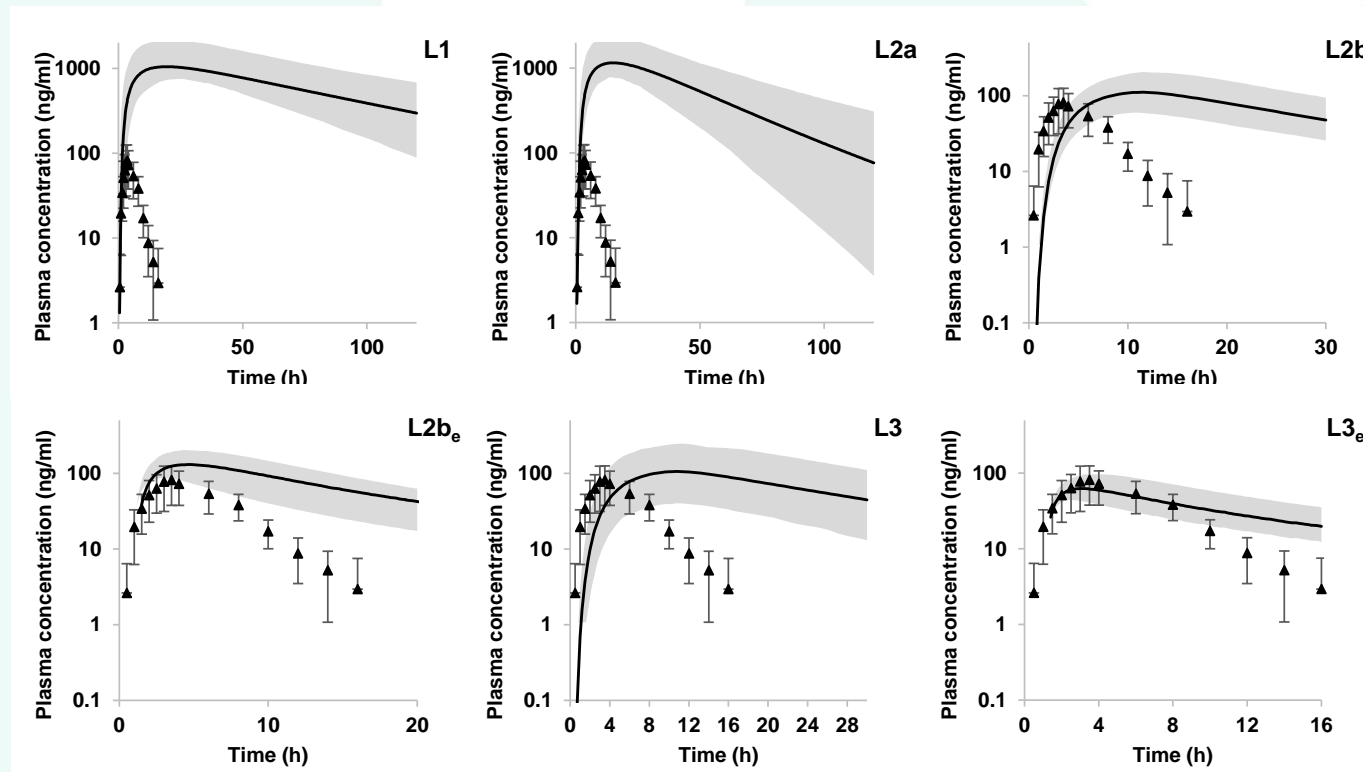 L1
Plasma concentration (ng/ml)
1000
100
10
1
0 50 100
Time (h)
L2a
Plasma concentration (ng/ml)
1000
100
10
1
0 50 100
Time (h)
L2b
Plasma concentration (ng/ml)
100
10
1
0.1
0 10 20 30
Time (h)
L2be
Plasma concentration (ng/ml)
100
10
1
0.1
0 10 20
Time (h)
L3
Plasma concentration (ng/ml)
100
10
1
0.1
0 4 8 12 16 20 24 28
Time (h)
L3e
Plasma concentration (ng/ml)
100
10
1
0.1
0 4 8 12 16
Time (h)